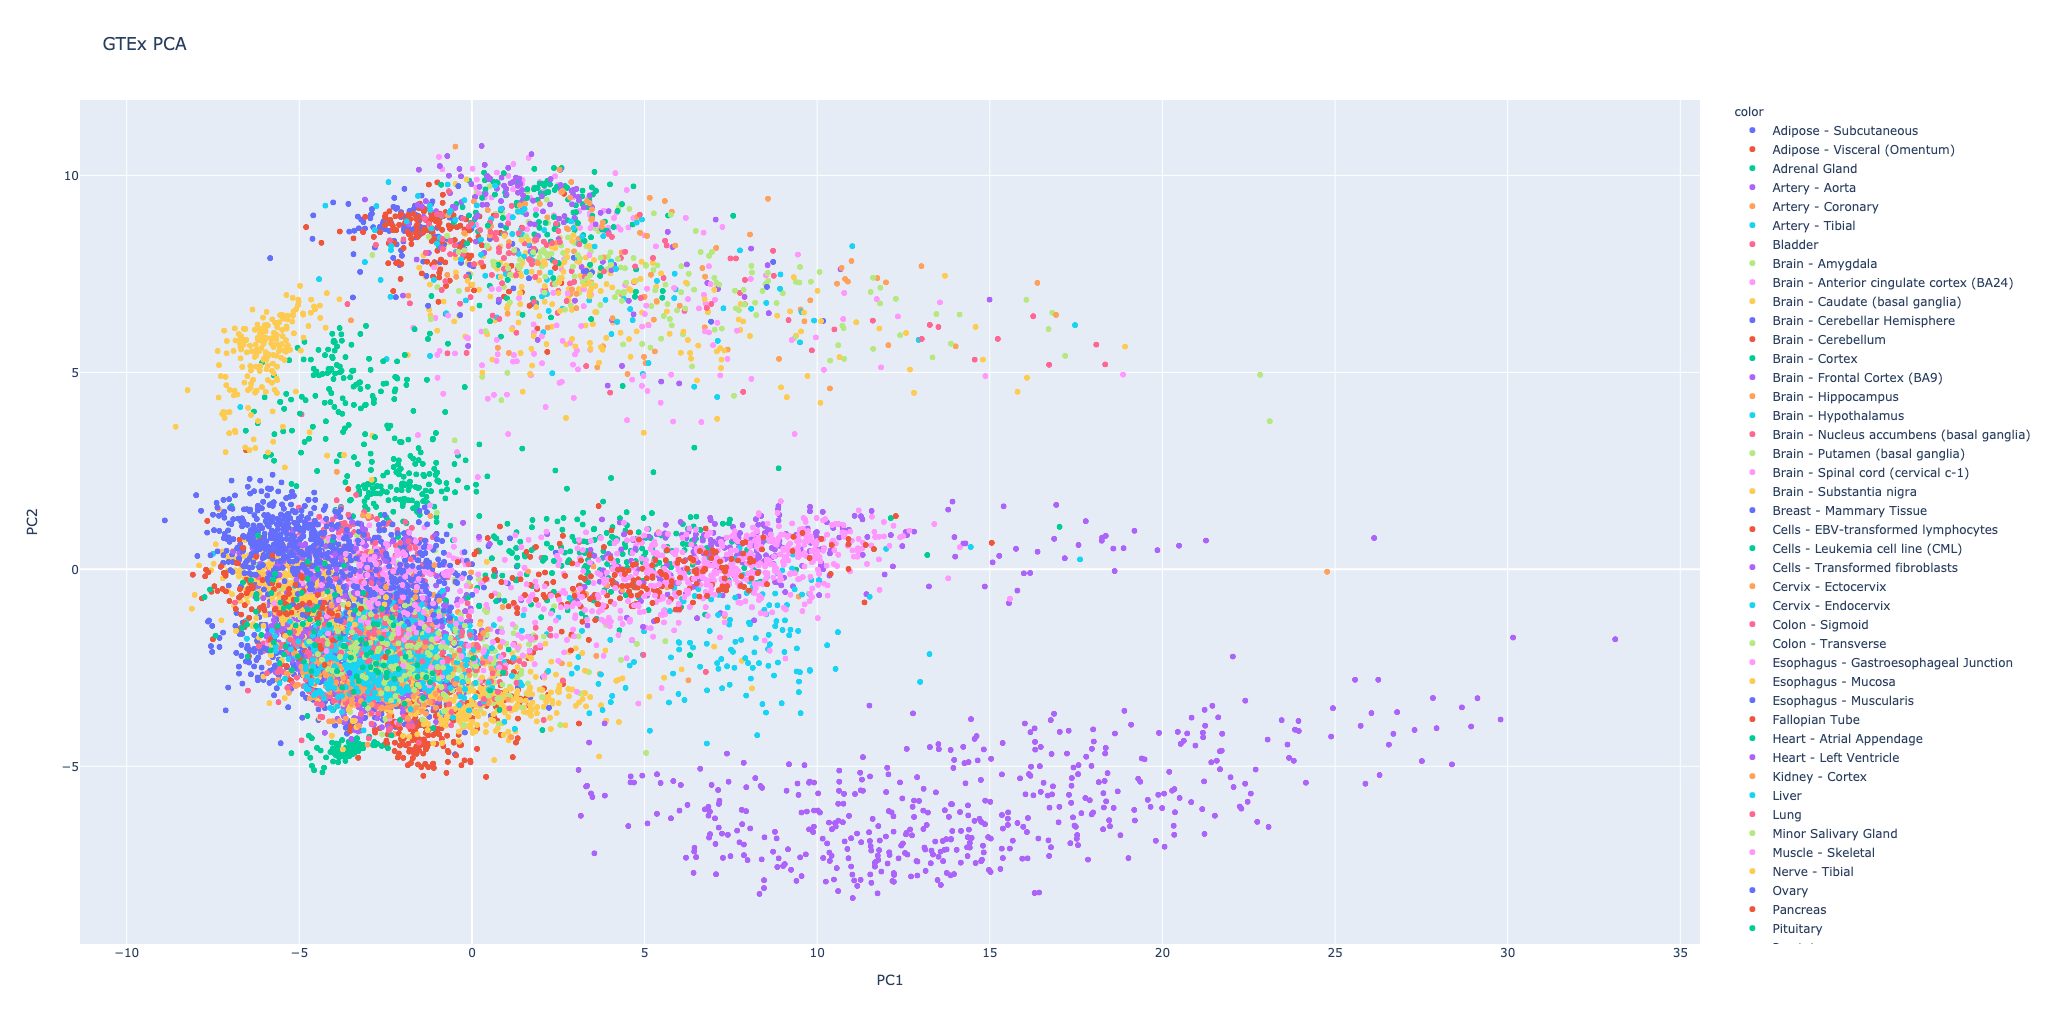 GTEx PCA
color
Adipose - Subcutaneous
Adipose - Visceral (Omentum)
Adrenal Gland
Artery - Aorta
Artery - Coronary
Artery - Tibial
Bladder
Brain - Amygdala
Brain - Anterior cingulate cortex (BA24)
Brain - Caudate (basal ganglia)
Brain - Cerebellar Hemisphere
Brain - Cerebellum
Brain - Cortex
Brain - Frontal Cortex (BA9)
Brain - Hippocampus
Brain - Hypothalamus
Brain - Nucleus accumbens (basal ganglia)
Brain - Putamen (basal ganglia)
Brain - Spinal cord (cervical c-1)
Brain - Substantia nigra
Breast - Mammary Tissue
Cells - EBV-transformed lymphocytes
Cells - Leukemia cell line (CML)
Cells - Transformed fibroblasts
Cervix - Ectocervix
Cervix - Endocervix
Colon - Sigmoid
Colon - Transverse
Esophagus - Gastroesophageal Junction
Esophagus - Mucosa
Esophagus - Muscularis
Fallopian Tube
Heart - Atrial Appendage
Heart - Left Ventricle
Kidney - Cortex
Liver
Lung
Minor Salivary Gland
Muscle - Skeletal
Nerve - Tibial
Ovary
Pancreas
Pituitary
10
5
0
−5
PC2
−10 −5 0 5 10 15 20 25 30 35
PC1